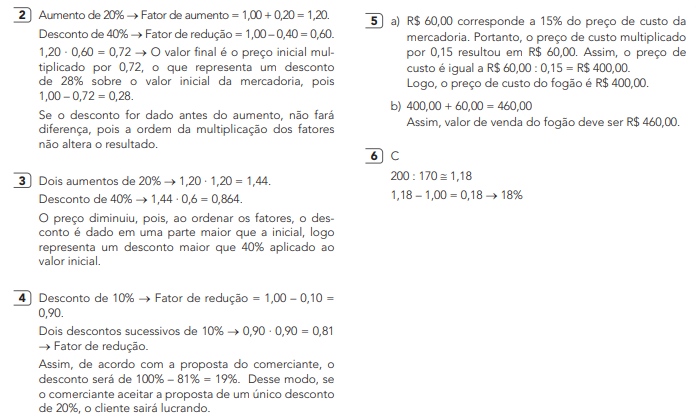 2 Aumento de 20% → Fator de aumento = 1,00 + 0,20 = 1,20.
Desconto de 40% → Fator de redução = 1,00 – 0,40 = 0,60.
1,20 · 0,60 = 0,72 → O valor final é o preço inicial mul-
tiplicado por 0,72, o que representa um desconto
de 28% sobre o valor inicial da mercadoria, pois
1,00 – 0,72 = 0,28.
Se o desconto for dado antes do aumento, não fará
diferença, pois a ordem da multiplicação dos fatores
não altera o resultado.
3 Dois aumentos de 20% → 1,20 · 1,20 = 1,44.
Desconto de 40% → 1,44 · 0,6 = 0,864.
O preço diminuiu, pois, ao ordenar os fatores, o des-
conto é dado em uma parte maior que a inicial, logo
representa um desconto maior que 40% aplicado ao
valor inicial.
4 Desconto de 10% → Fator de redução = 1,00 – 0,10 =
0,90.
Dois descontos sucessivos de 10% → 0,90 · 0,90 = 0,81
→ Fator de redução.
Assim, de acordo com a proposta do comerciante, o
desconto será de 100% – 81% = 19%. Desse modo, se
o comerciante aceitar a proposta de um único desconto
de 20%, o cliente sairá lucrando.
5 a) R$ 60,00 corresponde a 15% do preço de custo da
mercadoria. Portanto, o preço de custo multiplicado
por 0,15 resultou em R$ 60,00. Assim, o preço de
custo é igual a R$ 60,00 : 0,15 = R$ 400,00.
Logo, o preço de custo do fogão é R$ 400,00.
b) 400,00 + 60,00 = 460,00
Assim, valor de venda do fogão deve ser R$ 460,00.
6 C
200 : 170 ≅ 1,18
1,18 – 1,00 = 0,18 → 18%